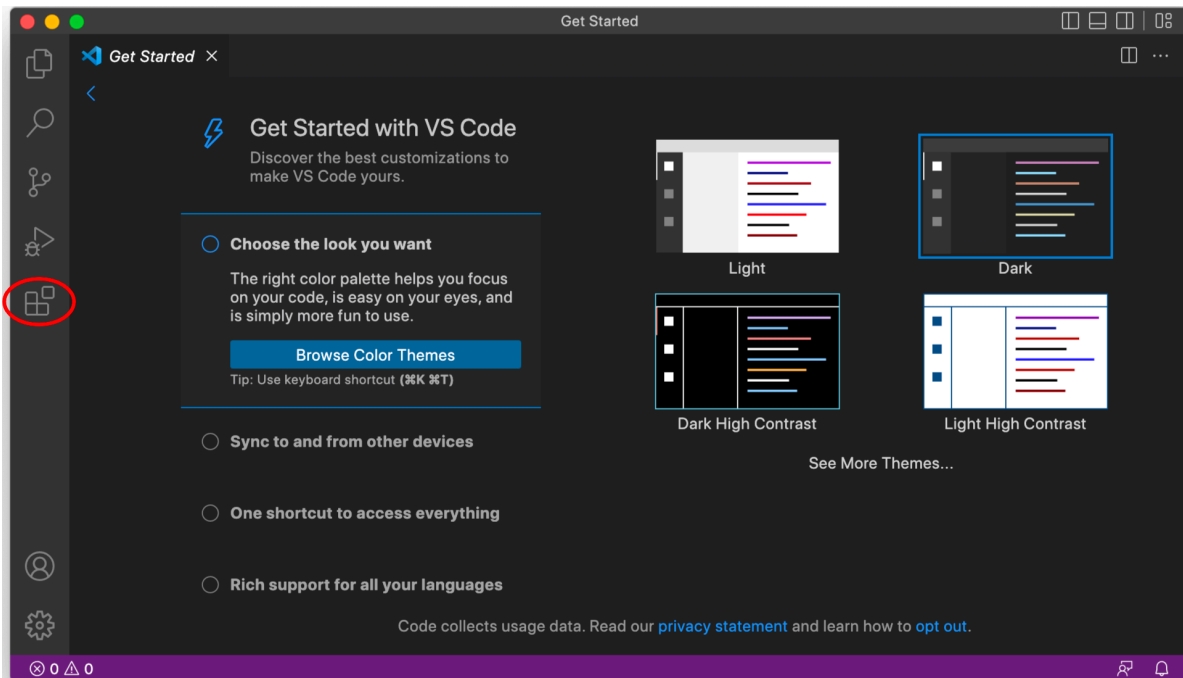 Get Started
Get Started
Get Started with VS Code
Discover the best customizations to
make VS Code yours.
Choose the look you want
The right color palette helps you focus
on your code, is easy on your eyes, and
is simply more fun to use.
Browse Color Themes
Tip: Use keyboard shortcut (⌘K ⌘T)
Sync to and from other devices
One shortcut to access everything
Rich support for all your languages
Light
Dark
Dark High Contrast
Light High Contrast
See More Themes...
Code collects usage data. Read our privacy statement and learn how to opt out.
0 0